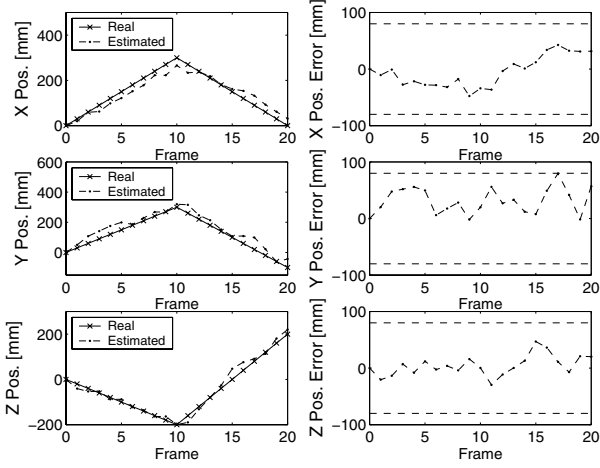 X Pos. [mm]
400
200
0
Real
Estimated
0 5 10 15 20
Frame
X Pos. Error [mm]
100
0
−100
0 5 10 15 20
Frame
Y Pos. [mm]
600
400
200
0
Real
Estimated
0 5 10 15 20
Frame
Y Pos. Error [mm]
100
50
0
−100
0 5 10 15 20
Frame
Z Pos. [mm]
200
0
−200
Real
Estimated
0 5 10 15 20
Frame
Z Pos. Error [mm]
100
0
−100
0 5 10 15 20
Frame